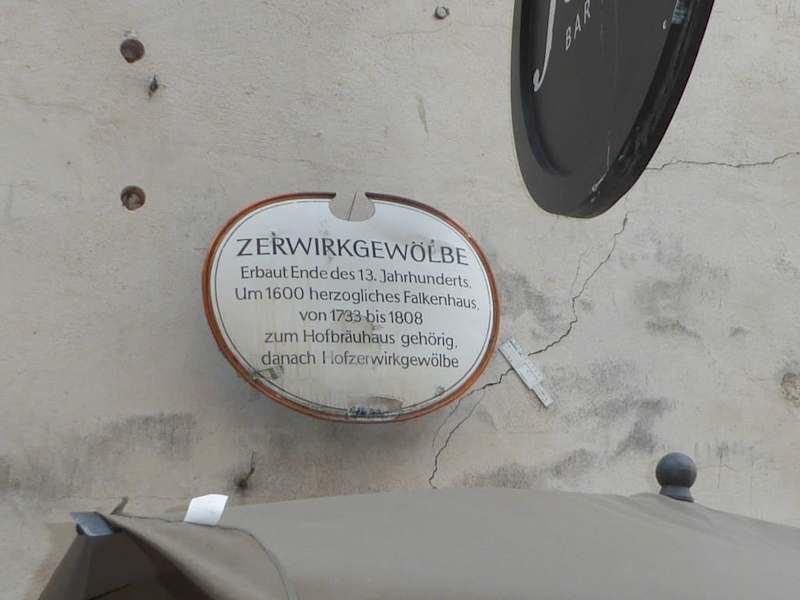 BAR
ZERWIRKGEWÖLBE
Erbaut Ende des 13. Jahrhunderts.
Um 1600 herzogliches Falkenhaus,
von 1733 bis 1808
zum Hofbräuhaus gehörig,
danach Hofzerwirkgewölbe